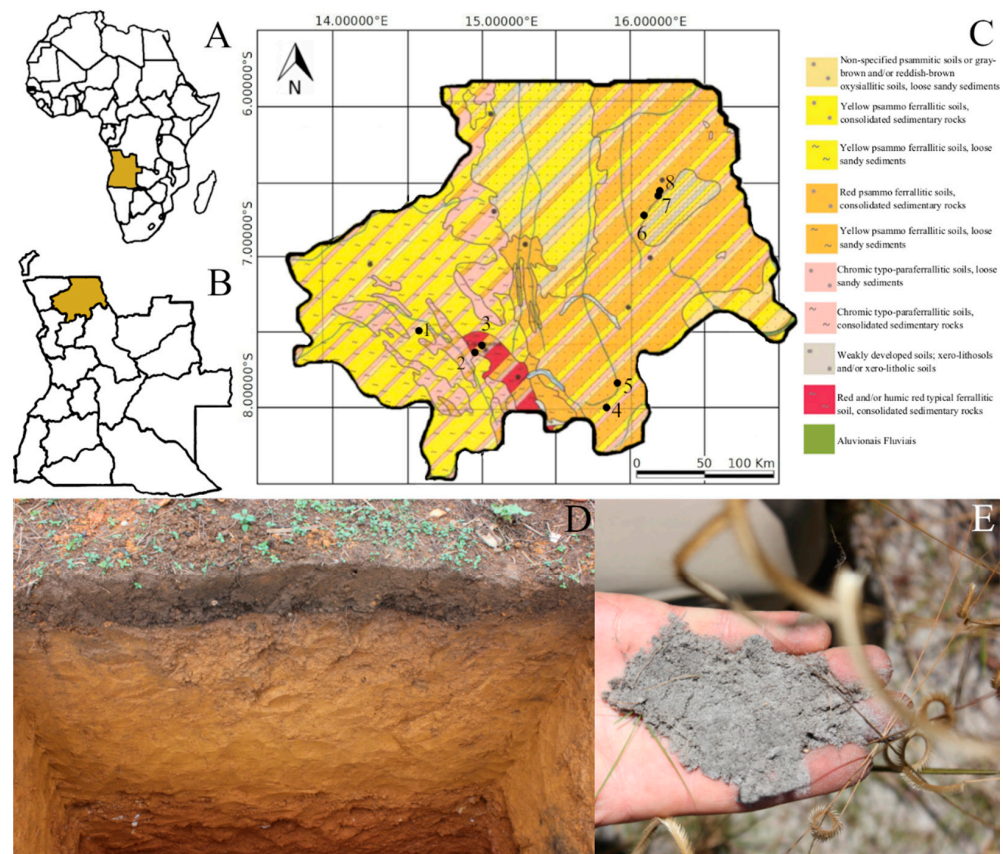 A
B
14.00000°E 15.00000°E 16.00000°E
C
6.00000°S
7.00000°S
8.00000°S
N
1
2
3
4
5
6
7
8
0 50 100 Km
Non-specified psammitic soils or gray-
brown and/or reddish-brown
oxysiallitic soils, loose sandy sediments
Yellow psammo ferrallitic soils,
consolidated sedimentary rocks
Yellow psammo ferrallitic soils, loose
sandy sediments
Red psammo ferrallitic soils,
consolidated sedimentary rocks
Yellow psammo ferrallitic soils, loose
sandy sediments
Chromic typo-paraferrallitic soils, loose
sandy sediments
Chromic typo-paraferrallitic soils,
consolidated sedimentary rocks
Weakly developed soils; xero-lithosols
and/or xero-litholic soils
Red and/or humic red typical ferrallitic
soil, consolidated sedimentary rocks
Aluvionais Fluviais
D
E